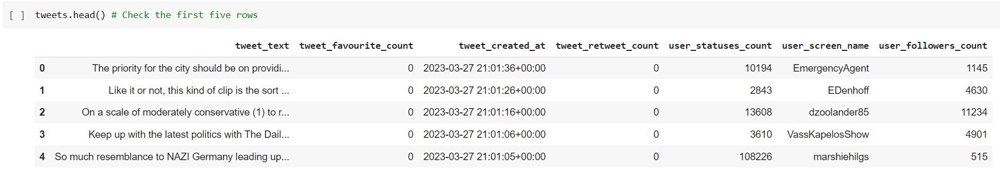 [ ] tweets.head() # Check the first five rows
tweet_text tweet_favourite_count tweet_created_at tweet_retweet_count user_statuses_count user_screen_name user_followers_count
0 The priority for the city should be on providi... 0 2023-03-27 21:01:36+00:00 0 10194 EmergencyAgent 1145
1 Like it or not, this kind of clip is the sort ... 0 2023-03-27 21:01:26+00:00 0 2843 EDenhoff 4630
2 On a scale of moderately conservative (1) to r... 0 2023-03-27 21:01:16+00:00 0 13608 dzoolander85 11234
3 Keep up with the latest politics with The Dail... 0 2023-03-27 21:01:06+00:00 0 3610 VassKapelosShow 4901
4 So much resemblance to NAZI Germany leading up... 0 2023-03-27 21:01:05+00:00 0 108226 marshiehilgs 515